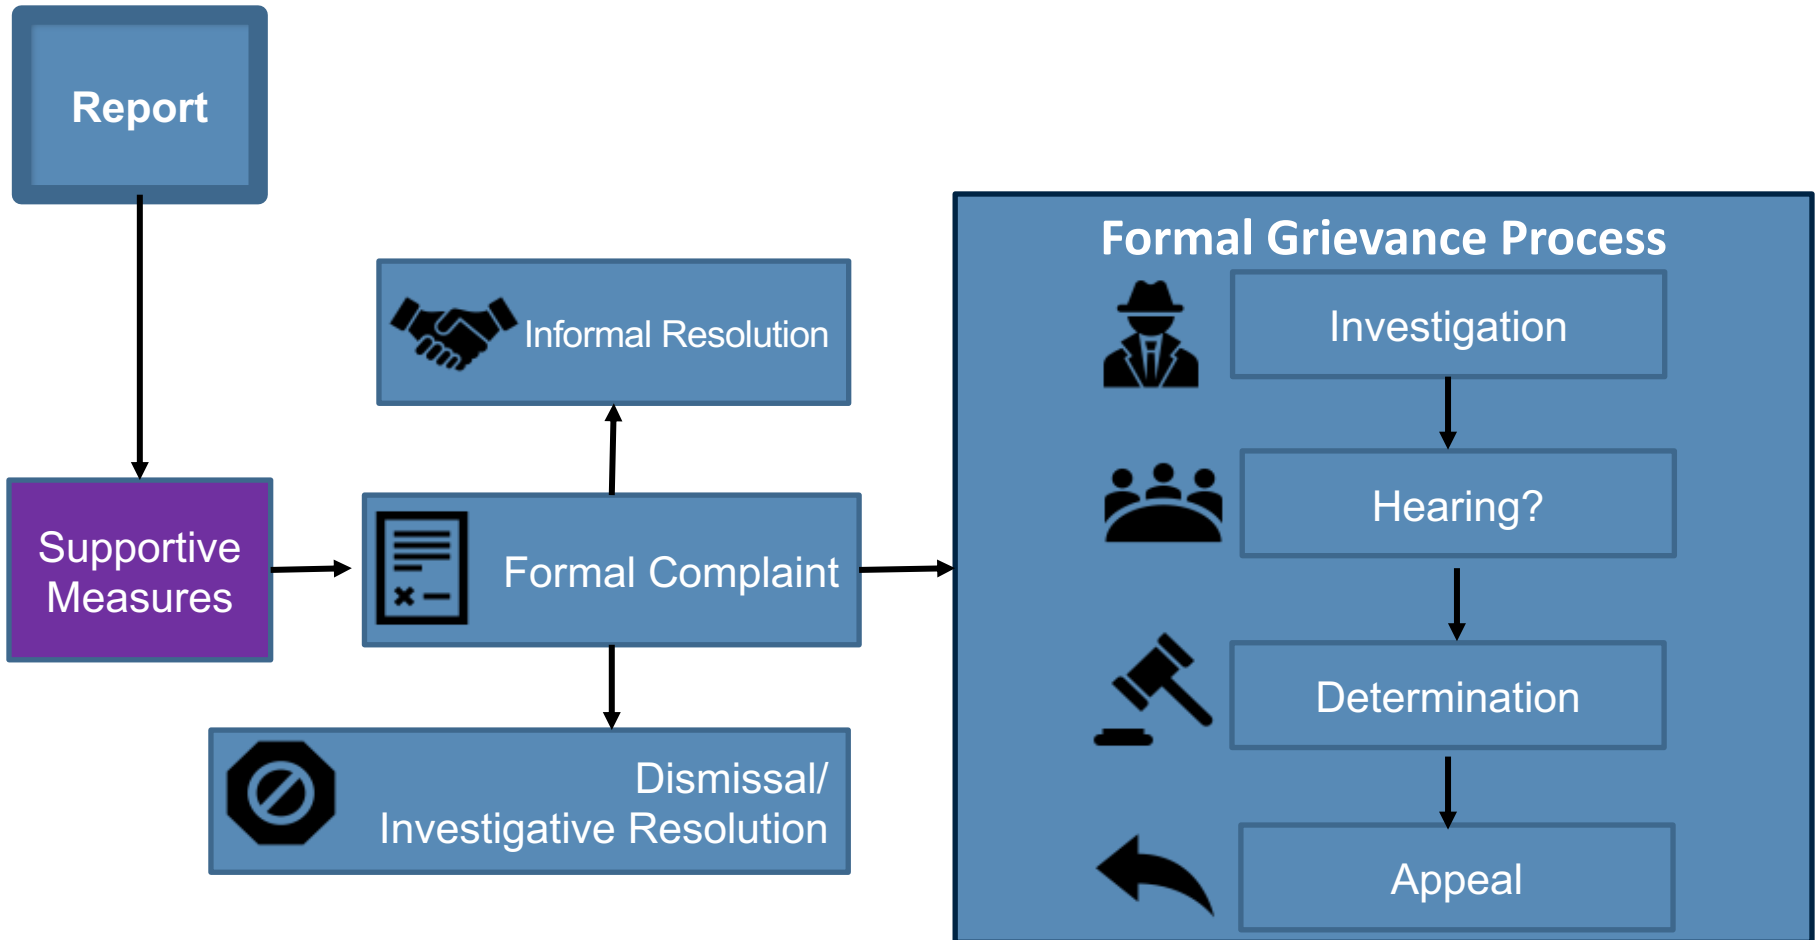 Report
Supportive
Measures
Informal Resolution
Formal Complaint
Dismissal/
Investigative Resolution
Formal Grievance Process
Investigation
Hearing?
Determination
Appeal